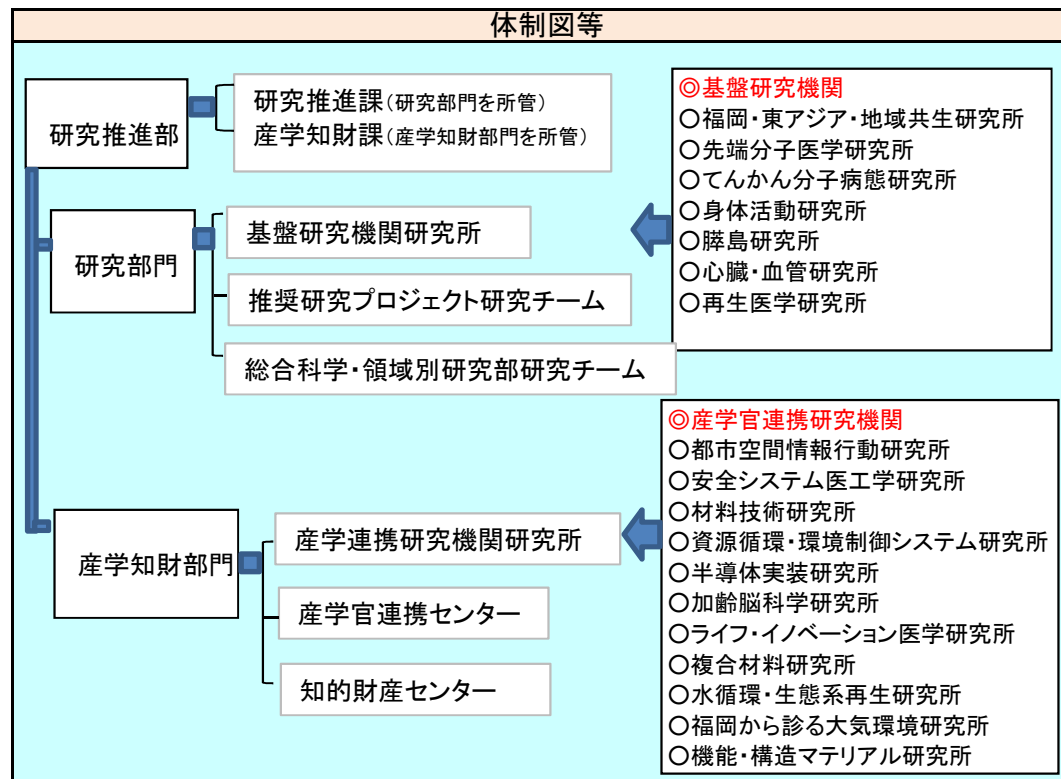 体制図等
研究推進部
研究推進課(研究部門を所管)
産学知財課(産学知財部門を所管)
研究部門
基盤研究機関研究所
推奨研究プロジェクト研究チーム
総合科学・領域別研究部研究チーム
◎基盤研究機関
○福岡・東アジア・地域共生研究所
○先端分子医学研究所
○てんかん分子病態研究所
○身体活動研究所
○膵島研究所
○心臓・血管研究所
○再生医学研究所
産学知財部門
産学連携研究機関研究所
産学官連携センター
知的財産センター
◎産学官連携研究機関
○都市空間情報行動研究所
○安全システム医工学研究所
○材料技術研究所
○資源循環・環境制御システム研究所
○半導体実装研究所
○加齢脳科学研究所
○ライフ・イノベーション医学研究所
○複合材料研究所
○水循環・生態系再生研究所
○福岡から診る大気環境研究所
○機能・構造マテリアル研究所